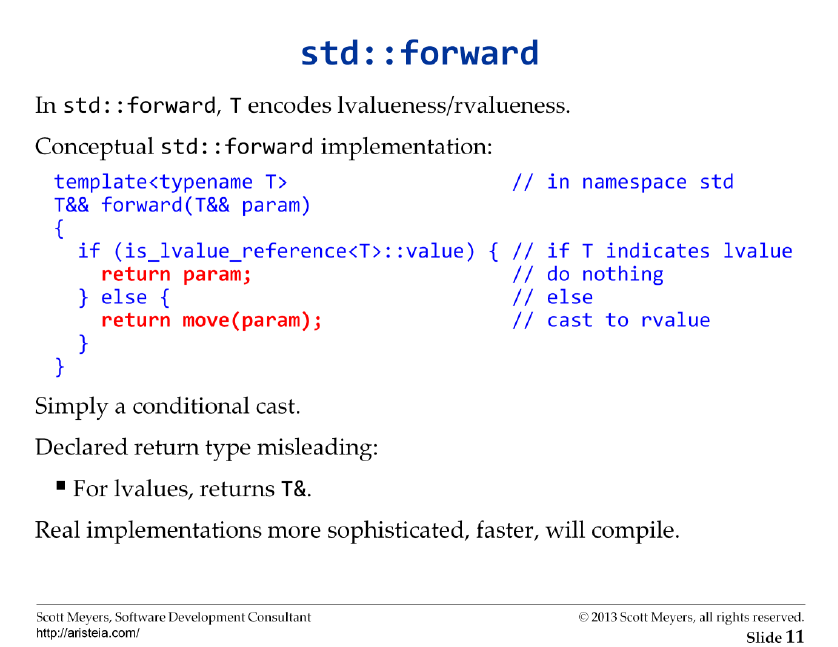 std::forward
In std::forward, T encodes lvalueness/rvalueness.
Conceptual std::forward implementation:
template<typename T> // in namespace std
T&& forward(T&& param)
{
if (is_lvalue_reference<T>::value) { // if T indicates lvalue
return param; // do nothing
} else { // else
return move(param); // cast to rvalue
}
}
Simply a conditional cast.
Declared return type misleading:
▪ For lvalues, returns T&.
Real implementations more sophisticated, faster, will compile.
Scott Meyers, Software Development Consultant © 2013 Scott Meyers, all rights reserved.
http://aristeia.com/ Slide 11